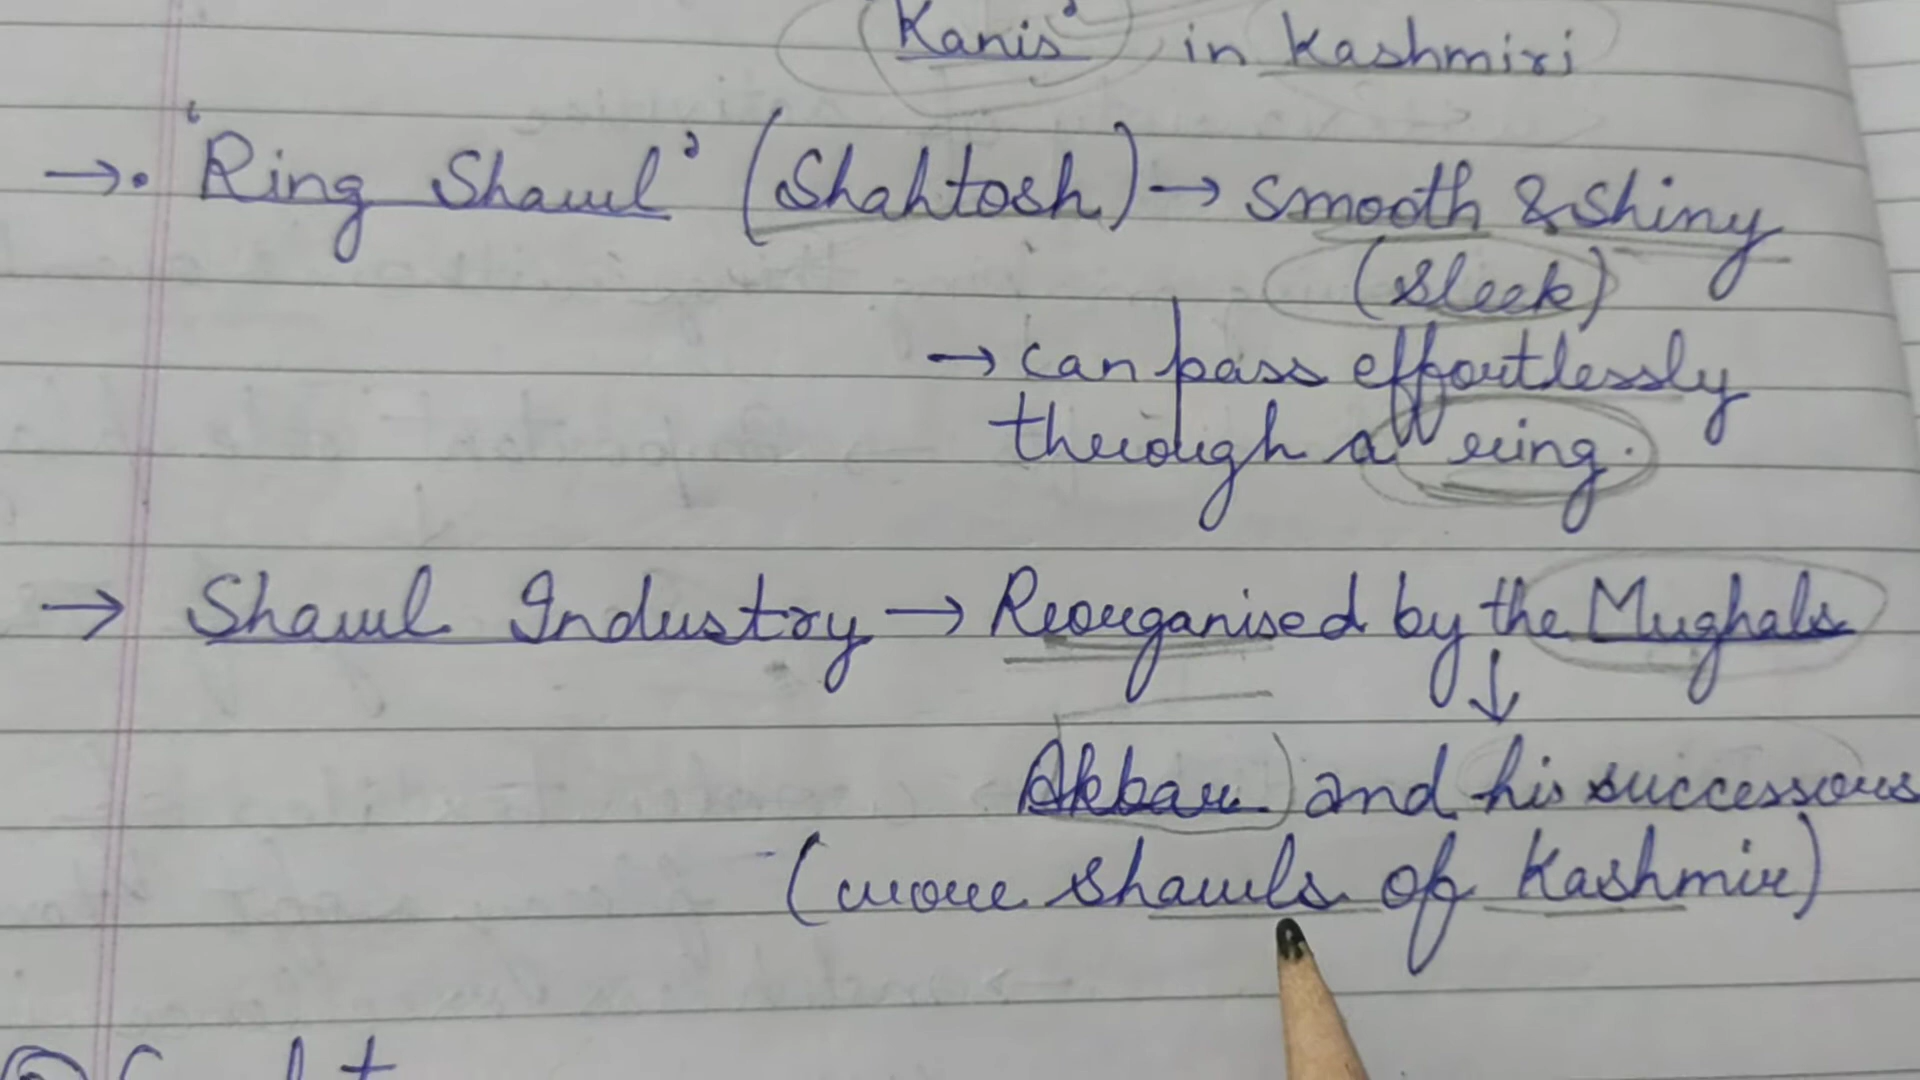 'Kanis' in Kashmiri
→• 'Ring Shawl' (Shahtosh) → smooth & shiny
(sleek)
→ can pass effortlessly
through a ring.
→ Shawl Industry → Reorganised by the Mughals
↓
Akbar and his successors
(wore shawls of Kashmir)